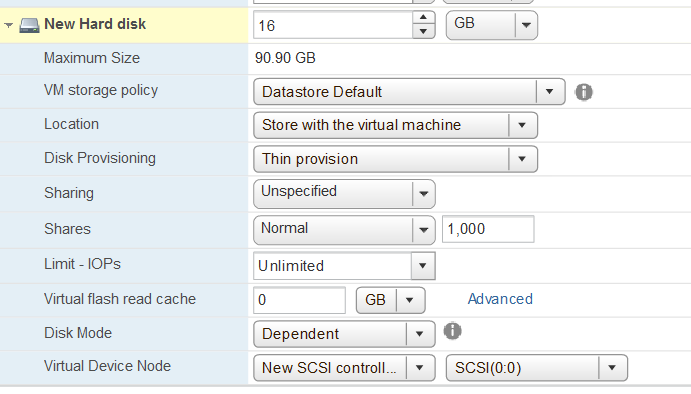 New Hard disk 16 GB
Maximum Size 90.90 GB
VM storage policy Datastore Default
Location Store with the virtual machine
Disk Provisioning Thin provision
Sharing Unspecified
Shares Normal 1,000
Limit - IOPs Unlimited
Virtual flash read cache 0 GB Advanced
Disk Mode Dependent
Virtual Device Node New SCSI controll... SCSI(0:0)